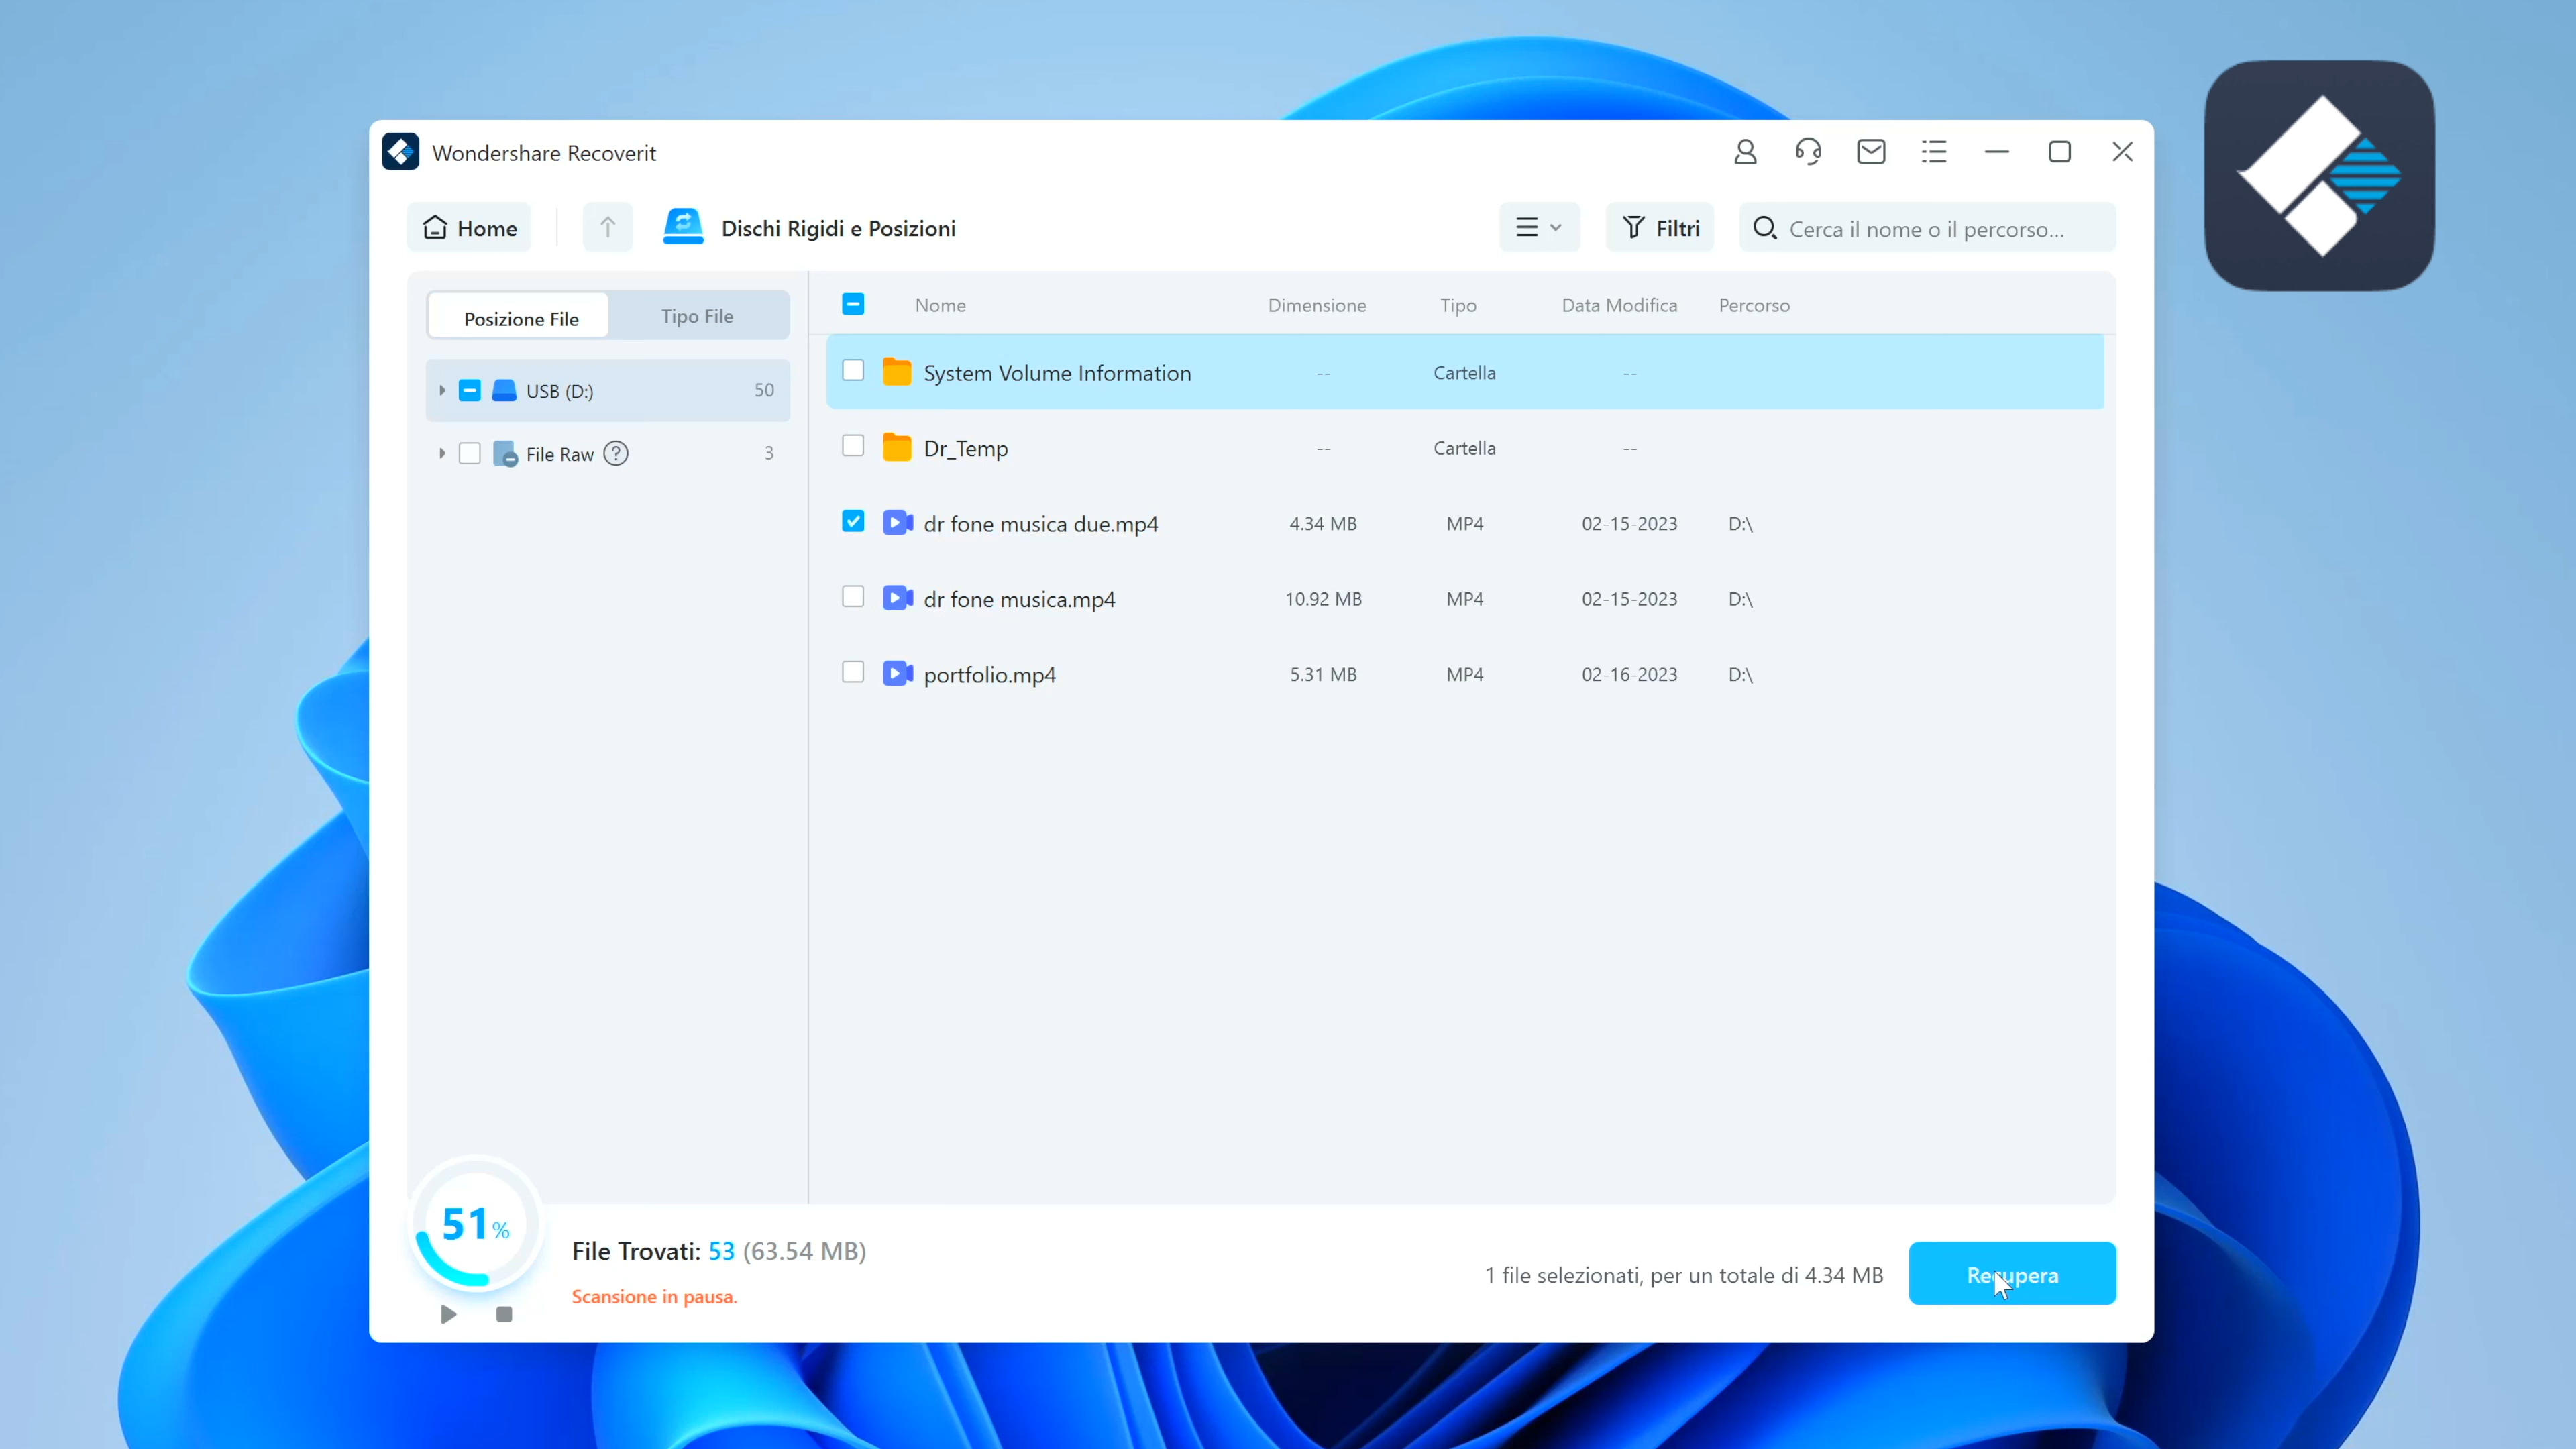 Wondershare Recoverit
Home
Dischi Rigidi e Posizioni
Filtri
Cerca il nome o il percorso...
Posizione File
Tipo File
USB (D:) 50
File Raw ? 3
Nome Dimensione Tipo Data Modifica Percorso
System Volume Information -- Cartella --
Dr_Temp -- Cartella --
dr fone musica due.mp4 4.34 MB MP4 02-15-2023 D:\
dr fone musica.mp4 10.92 MB MP4 02-15-2023 D:\
portfolio.mp4 5.31 MB MP4 02-16-2023 D:\
51%
File Trovati: 53 (63.54 MB)
Scansione in pausa.
1 file selezionati, per un totale di 4.34 MB
Recupera